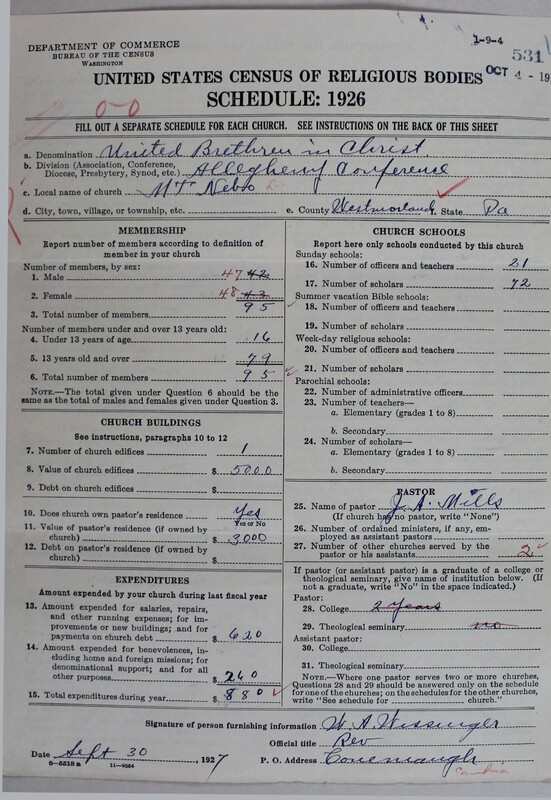 1-9-4
DEPARTMENT OF COMMERCE
BUREAU OF THE CENSUS
WASHINGTON
531
OCT 4 - 19
UNITED STATES CENSUS OF RELIGIOUS BODIES
SCHEDULE: 1926
0-0
FILL OUT A SEPARATE SCHEDULE FOR EACH CHURCH. SEE INSTRUCTIONS ON THE BACK OF THIS SHEET
a. Denomination United Brethren in Christ
b. Division (Association, Conference,
Diocese, Presbytery, Synod, etc.) Allegheny Conference
c. Local name of church MT Nebo
d. City, town, village, or township, etc. e. County Westmoreland f. State Pa
MEMBERSHIP
Report number of members according to definition of
member in your church
Number of members, by sex:
1. Male 47 42
2. Female 48 43
3. Total number of members 95
Number of members under and over 13 years old:
4. Under 13 years of age 16
5. 13 years old and over 79
6. Total number of members 95
NOTE.—The total given under Question 6 should be
the same as the total of males and females given under Question 3.
CHURCH BUILDINGS
See instructions, paragraphs 10 to 12
7. Number of church edifices 1
8. Value of church edifices $ 5000
9. Debt on church edifices $
10. Does church own pastor's residence Yes
Yes or No
11. Value of pastor's residence (if owned by
church) $ 3000
12. Debt on pastor's residence (if owned by
church) $
EXPENDITURES
Amount expended by your church during last fiscal year
13. Amount expended for salaries, repairs,
and other running expenses; for im-
provements or new buildings; and for
payments on church debt $ 620
14. Amount expended for benevolences, in-
cluding home and foreign missions; for
denominational support; and for all
other purposes $ 260
15. Total expenditures during year $ 880
CHURCH SCHOOLS
Report here only schools conducted by this church
Sunday schools:
16. Number of officers and teachers 21
17. Number of scholars 72
Summer vacation Bible schools:
18. Number of officers and teachers
19. Number of scholars
Week-day religious schools:
20. Number of officers and teachers
21. Number of scholars
Parochial schools:
22. Number of administrative officers
23. Number of teachers—
a. Elementary (grades 1 to 8)
b. Secondary
24. Number of scholars—
a. Elementary (grades 1 to 8)
b. Secondary
PASTOR
25. Name of pastor J. A. Mills
(If church has no pastor, write "None")
26. Number of ordained ministers, if any, em-
ployed as assistant pastors
27. Number of other churches served by the
pastor or his assistants 2
If pastor (or assistant pastor) is a graduate of a college or
theological seminary, give name of institution below. (If
not a graduate, write "No" in the space indicated.)
Pastor:
28. College 2 years
29. Theological seminary no
Assistant pastor:
30. College
31. Theological seminary
NOTE.—Where one pastor serves two or more churches,
Questions 28 and 29 should be answered only on the schedule
for one of the churches; on the schedules for the other churches,
write "See schedule for church.)
Signature of person furnishing information W. A. Wissinger
Official title Rev
Date Sept 30, 1927 P. O. Address Conemaugh
6-5518a 11-9054
Cambria